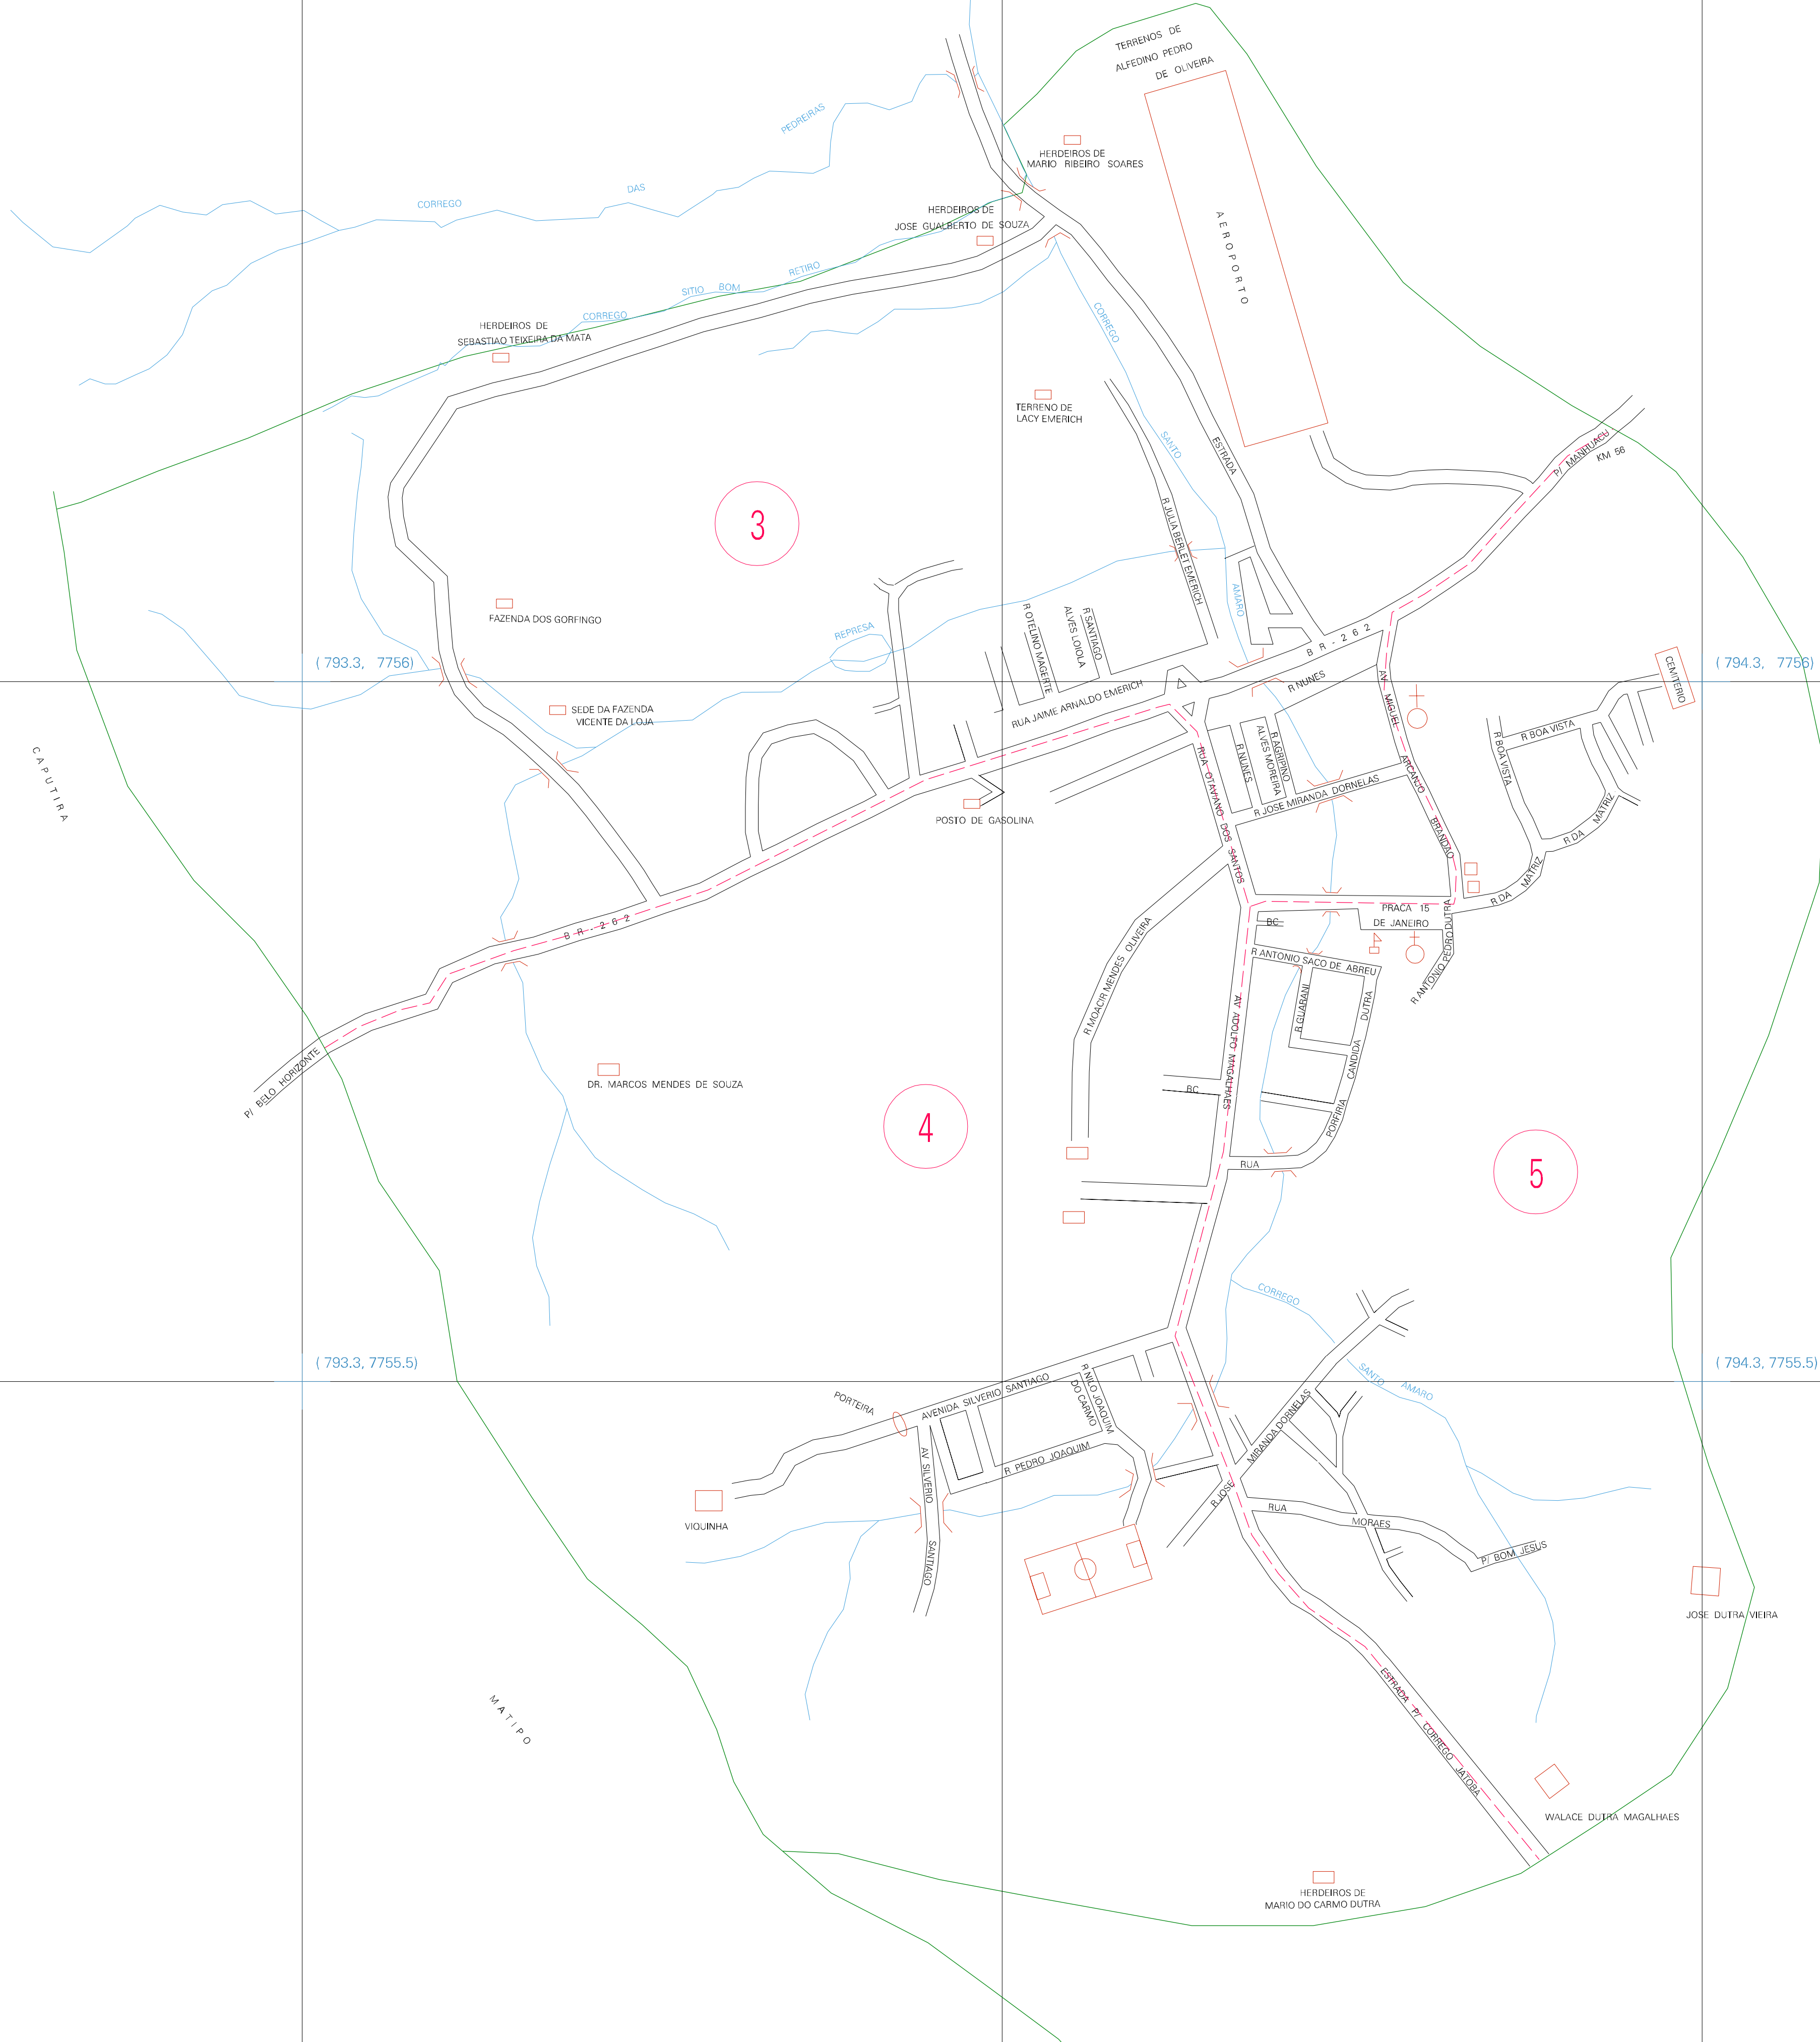 TERRENOS DE
ALFEDINO PEDRO
DE OLIVEIRA
PEDREIRAS
HERDEIROS DE
MARIO RIBEIRO SOARES
DAS
CORREGO
HERDEIROS DE
JOSE GUALBERTO DE SOUZA
AEROPORTO
RETIRO
SITIO BOM
CORREGO
CORREGO
HERDEIROS DE
SEBASTIAO TEIXEIRA DA MATA
TERRENO DE
LACY EMERICH
SANTO
ESTRADA
P/ MANHUACU
KM 56
3
R JULIA BERLET EMERICH
AMARO
FAZENDA DOS GORFINGO
REPRESA
R OTELINO MAGERTE
R SANTIAGO
ALVES LOIOLA
BR-262
(793.3, 7756)
(794.3, 7756)
CEMITERIO
R NUNES
AV MIGUEL ARCANJO BRANDAO
RUA JAIME ARNALDO EMERICH
SEDE DA FAZENDA
VICENTE DA LOJA
CAPUTIRA
R BOA VISTA
R BOA VISTA
R NUNES
R AGRIPINO
ALVES MOREIRA
RUA OTAVIANO DOS SANTOS
R JOSE MIRANDA DORNELAS
POSTO DE GASOLINA
R DA MATRIZ
R DA MATRIZ
PRACA 15
DE JANEIRO
BC
BR-262
R MOACIR MENDES OLIVEIRA
R ANTONIO SACO DE ABREU
R ANTONIO PEDRO DUTRA
R GUARANI
AV ADOLFO MAGALHAES
RUA PORFIRIA CANDIDA DUTRA
P/ BELO HORIZONTE
DR. MARCOS MENDES DE SOUZA
BC
4
5
CORREGO
(793.3, 7755.5)
(794.3, 7755.5)
SANTO AMARO
PORTEIRA
AVENIDA SILVERIO SANTIAGO
R NILO JOAQUIM
DO CARMO
R JOSE MIRANDA DORNELAS
R PEDRO JOAQUIM
AV SILVERIO SANTIAGO
VIQUINHA
RUA MORAES
P/ BOM JESUS
JOSE DUTRA VIEIRA
MATIPO
ESTRADA P/ CORREGO JATOBA
WALACE DUTRA MAGALHAES
HERDEIROS DE
MARIO DO CARMO DUTRA